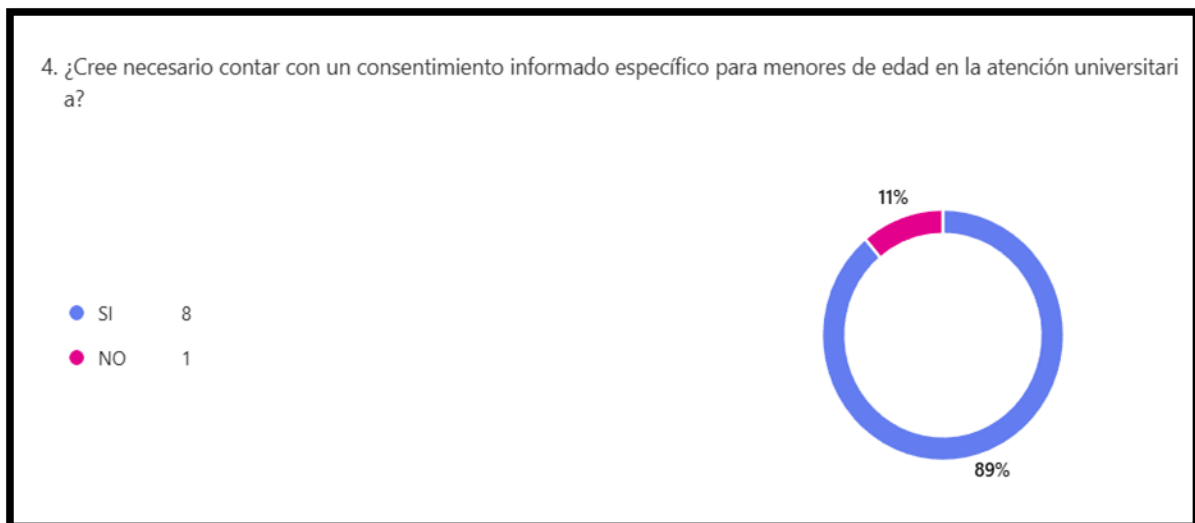 4. ¿Cree necesario contar con un consentimiento informado específico para menores de edad en la atención universitari
a?
11%
SI 8
NO 1
89%